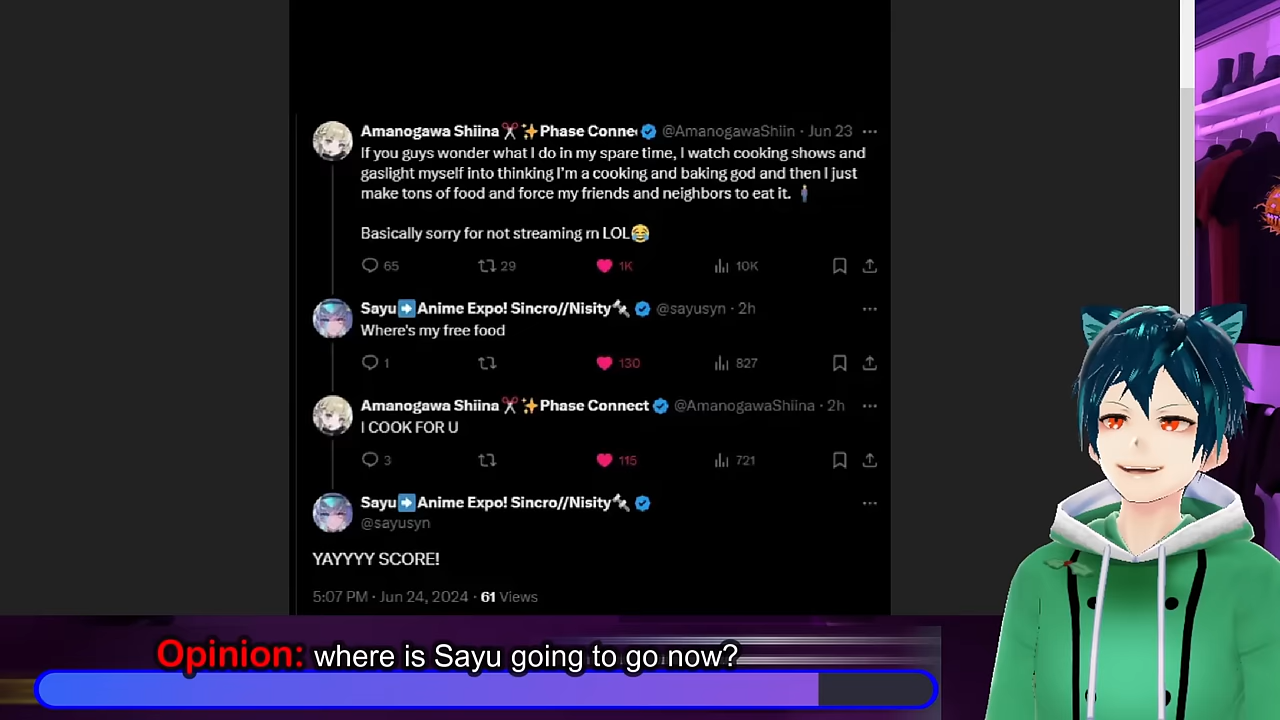 Amanogawa Shiina✂️✨Phase Connec @AmanogawaShiin · Jun 23 ···
If you guys wonder what I do in my spare time, I watch cooking shows and
gaslight myself into thinking I'm a cooking and baking god and then I just
make tons of food and force my friends and neighbors to eat it. 🧍
Basically sorry for not streaming rn LOL😂
65 29 1K 10K
Sayu➡️Anime Expo! Sincro//Nisity🔩 @sayusyn · 2h ···
Where's my free food
1 130 827
Amanogawa Shiina✂️✨Phase Connect @AmanogawaShiina · 2h ···
I COOK FOR U
3 115 721
Sayu➡️Anime Expo! Sincro//Nisity🔩 ···
@sayusyn
YAYYYY SCORE!
5:07 PM · Jun 24, 2024 · 61 Views
Opinion: where is Sayu going to go now?